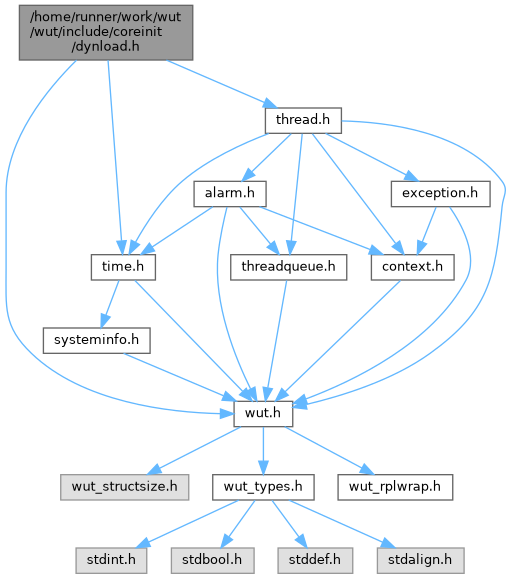 /home/runner/work/wut
/wut/include/coreinit
/dynload.h
thread.h
alarm.h
exception.h
time.h
threadqueue.h
context.h
systeminfo.h
wut.h
wut_structsize.h
wut_types.h
wut_rplwrap.h
stdint.h
stdbool.h
stddef.h
stdalign.h